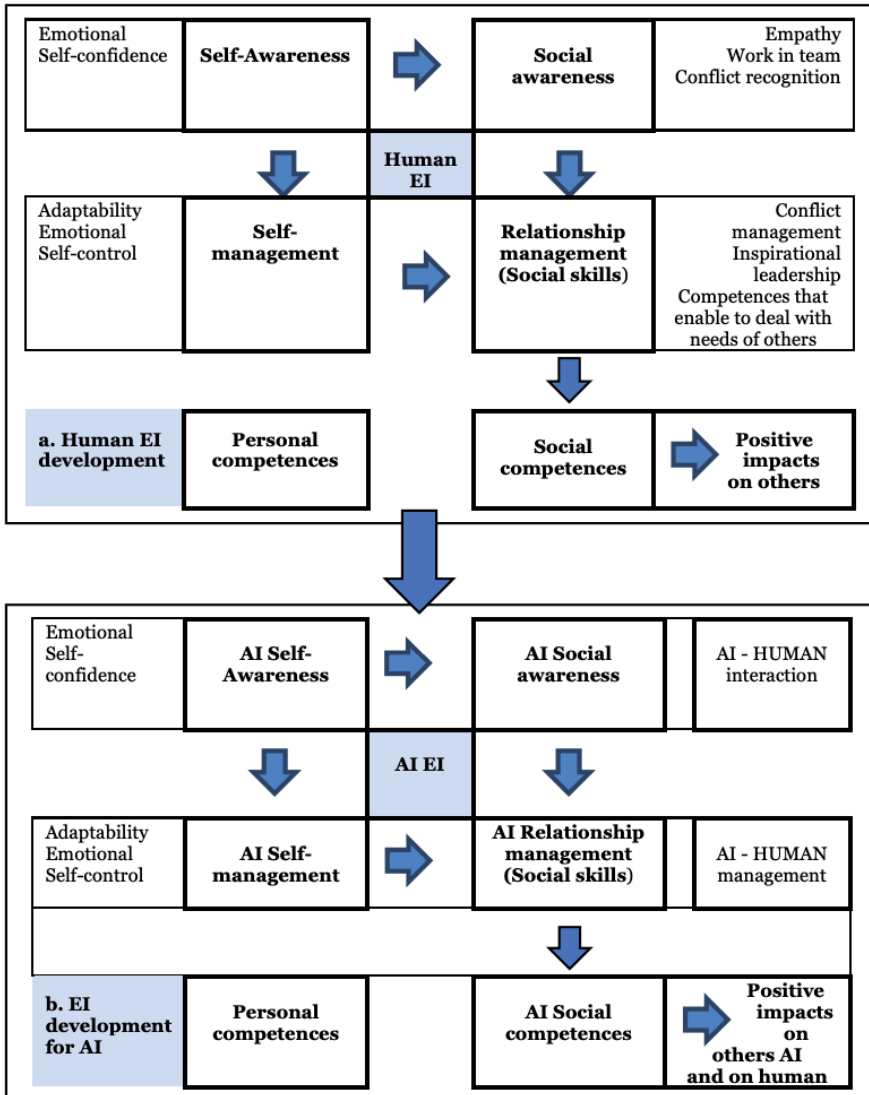 Emotional
Self-confidence
Self-Awareness
Social
awareness
Empathy
Work in team
Conflict recognition
Human
EI
Adaptability
Emotional
Self-control
Self-
management
Relationship
management
(Social skills)
Conflict
management
Inspirational
leadership
Competences that
enable to deal with
needs of others
a. Human EI
development
Personal
competences
Social
competences
Positive
impacts
on others
Emotional
Self-
confidence
AI Self-
Awareness
AI Social
awareness
AI - HUMAN
interaction
AI EI
Adaptability
Emotional
Self-control
AI Self-
management
AI Relationship
management
(Social skills)
AI - HUMAN
management
b. EI
development
for AI
Personal
competences
AI Social
competences
Positive
impacts
on
others AI
and on human